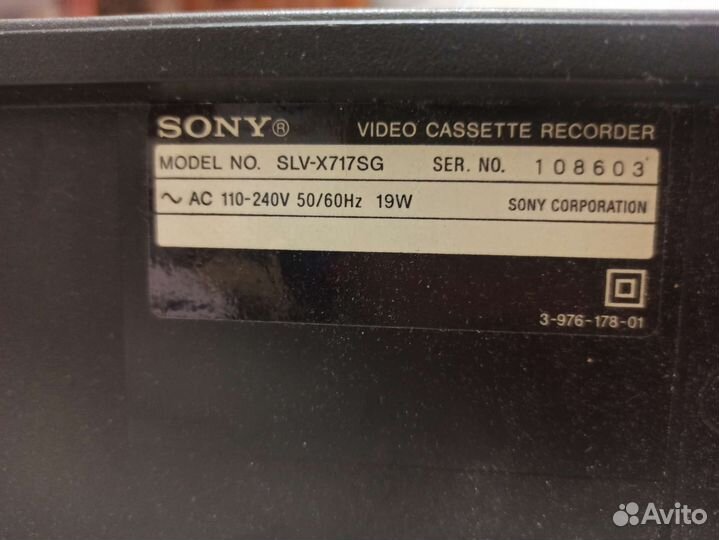 SONY® VIDEO CASSETTE RECORDER
MODEL NO. SLV-X717SG SER. NO. 108603
~ AC 110-240V 50/60Hz 19W SONY CORPORATION
3-976-178-01
Avito